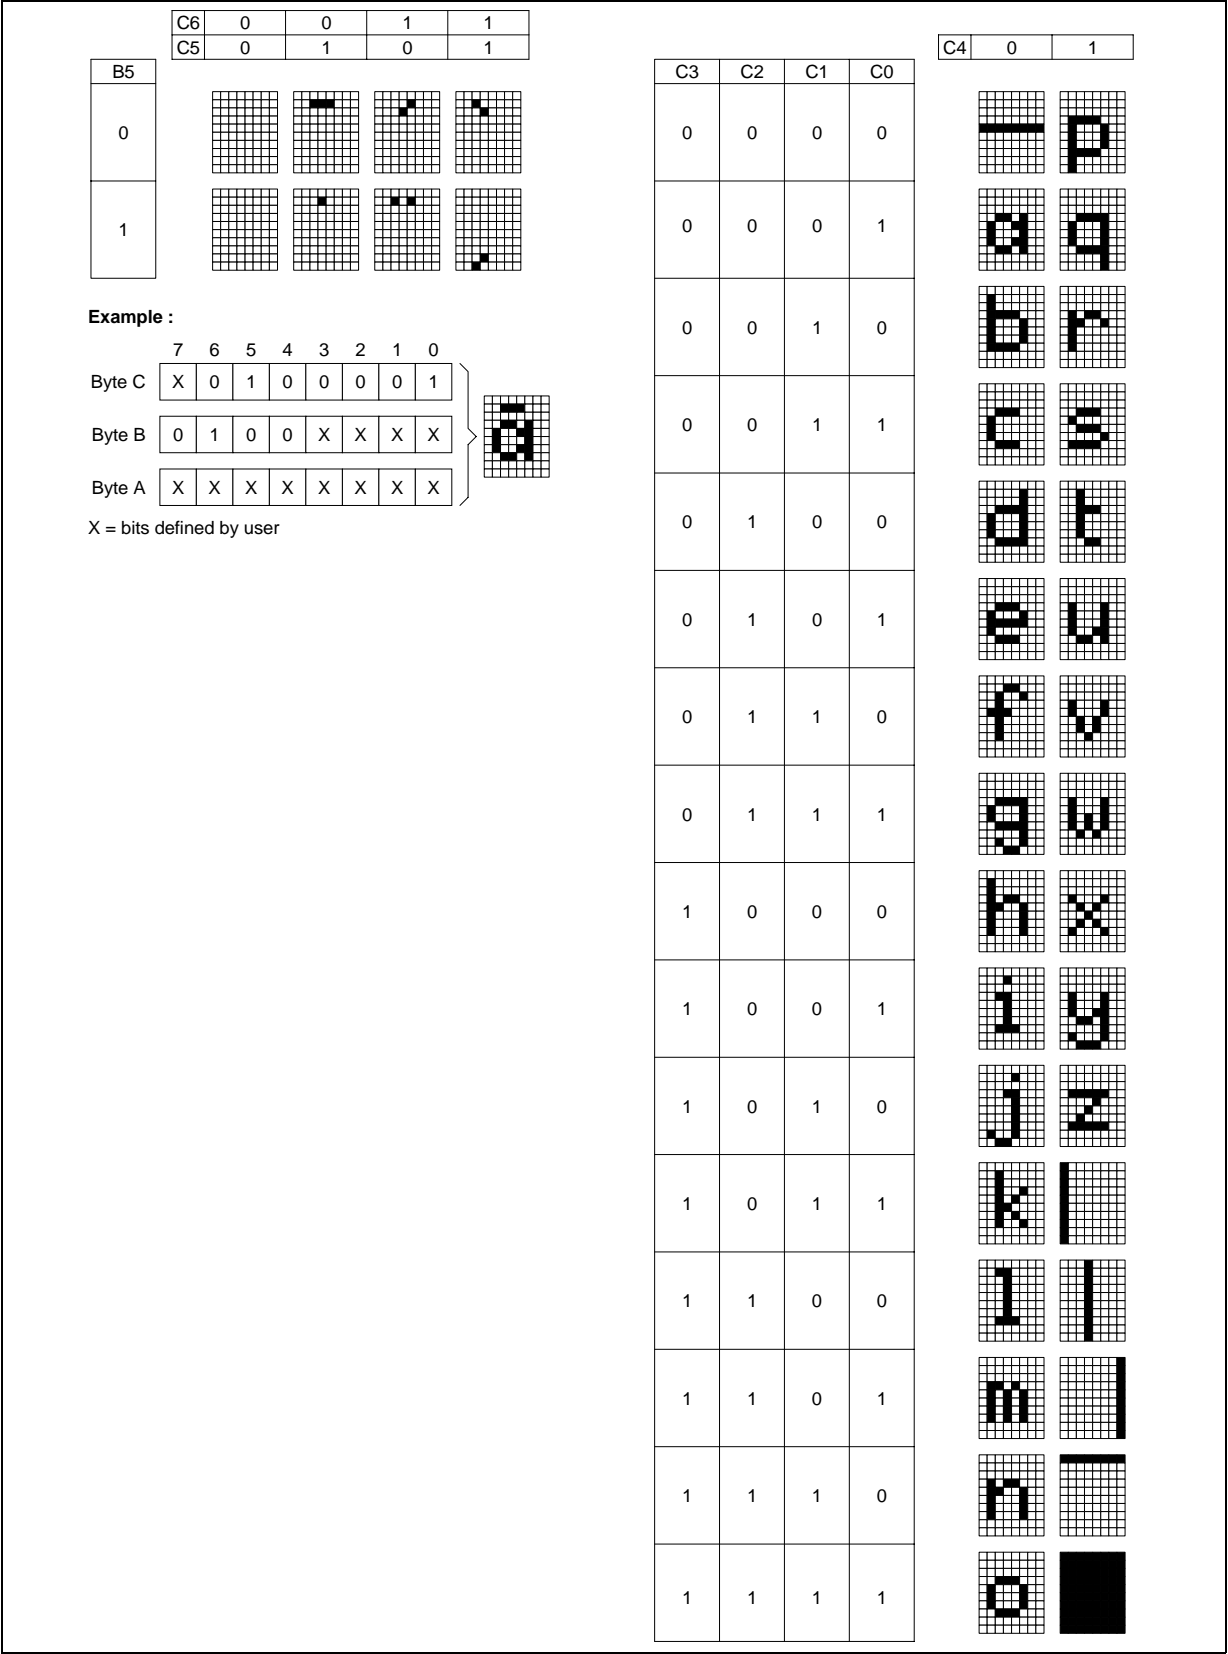 C6 0 0 1 1
C5 0 1 0 1
B5
0
1
Example :
7 6 5 4 3 2 1 0
Byte C X 0 1 0 0 0 0 1
Byte B 0 1 0 0 X X X X
Byte A X X X X X X X X
ā
X = bits defined by user
C4 0 1
C3 C2 C1 C0
0 0 0 0 p
0 0 0 1 a q
0 0 1 0 b r
0 0 1 1 c s
0 1 0 0 d t
0 1 0 1 e u
0 1 1 0 f v
0 1 1 1 g w
1 0 0 0 h x
1 0 0 1 i y
1 0 1 0 j z
1 0 1 1 k
1 1 0 0 l
1 1 0 1 m
1 1 1 0 n
1 1 1 1 o